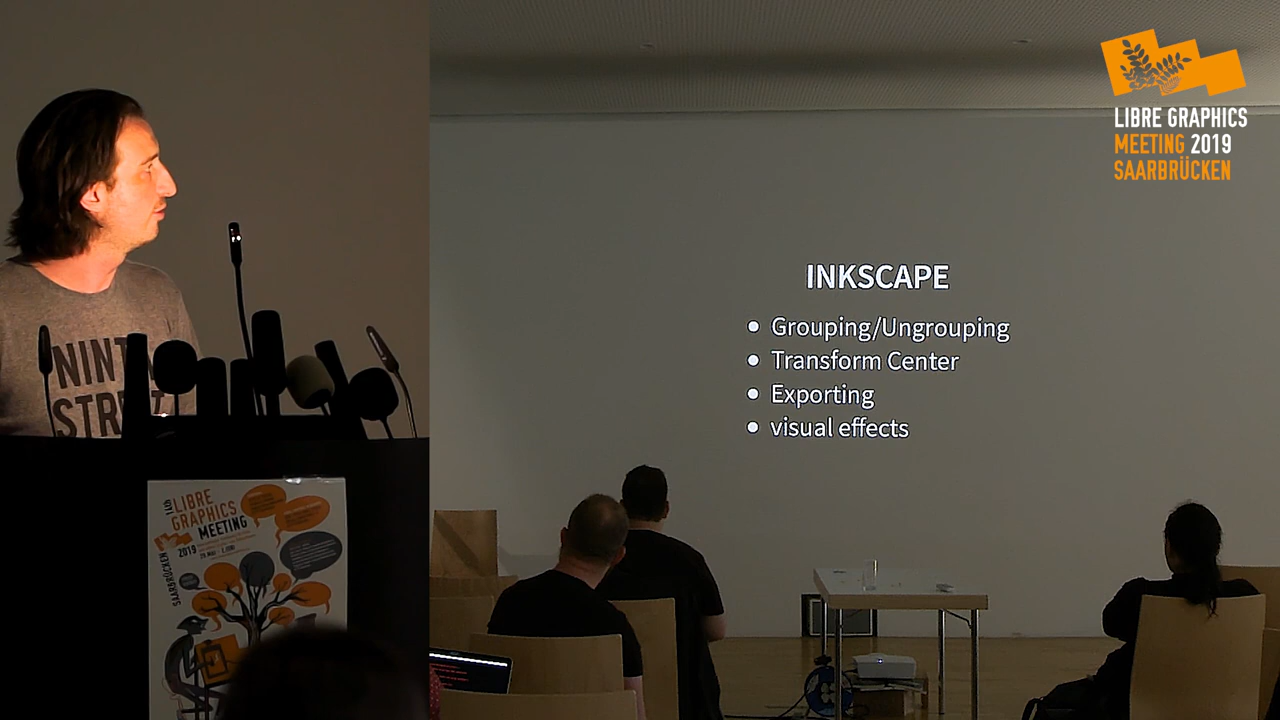 LIBRE GRAPHICS
MEETING 2019
SAARBRÜCKEN
INKSCAPE
Grouping/Ungrouping
Transform Center
Exporting
visual effects
LIBRE
GRAPHICS
MEETING
2019
SAARBRÜCKEN